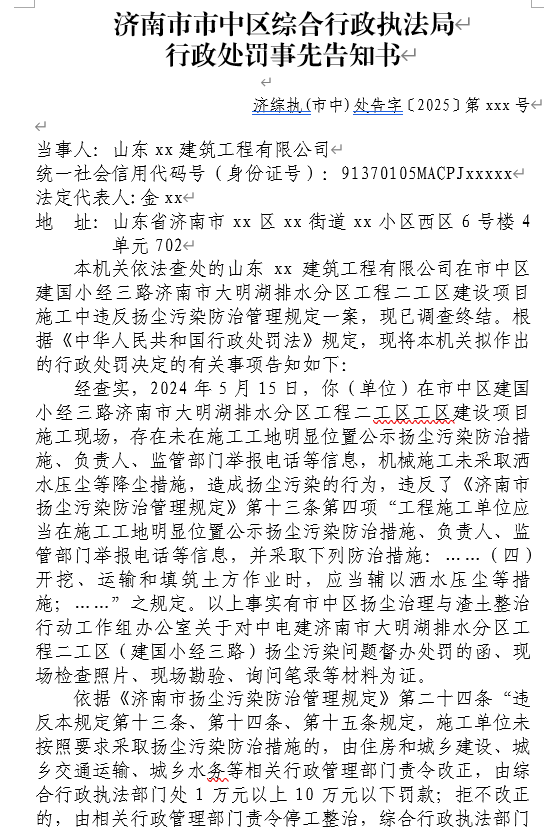 济南市市中区综合行政执法局
行政处罚事先告知书
济综执(市中)处告字〔2025〕第 xxx 号
当事人：山东 xx 建筑工程有限公司
统一社会信用代码号（身份证号）：91370105MACPJxxxxx
法定代表人：金 xx
地　址：山东省济南市 xx 区 xx 街道 xx 小区西区 6 号楼 4
单元 702
本机关依法查处的山东 xx 建筑工程有限公司在市中区
建国小经三路济南市大明湖排水分区工程二工区建设项目
施工中违反扬尘污染防治管理规定一案，现已调查终结。根
据《中华人民共和国行政处罚法》规定，现将本机关拟作出
的行政处罚决定的有关事项告知如下：
经查实，2024 年 5 月 15 日，你（单位）在市中区建国
小经三路济南市大明湖排水分区工程二工区工区建设项目
施工现场，存在未在施工工地明显位置公示扬尘污染防治措
施、负责人、监管部门举报电话等信息，机械施工未采取洒
水压尘等降尘措施，造成扬尘污染的行为，违反了《济南市
扬尘污染防治管理规定》第十三条第四项“工程施工单位应
当在施工工地明显位置公示扬尘污染防治措施、负责人、监
管部门举报电话等信息，并采取下列防治措施：……（四）
开挖、运输和填筑土方作业时，应当辅以洒水压尘等措
施；……”之规定。以上事实有市中区扬尘治理与渣土整治
行动工作组办公室关于对中电建济南市大明湖排水分区工
程二工区（建国小经三路）扬尘污染问题督办处罚的函、现
场检查照片、现场勘验、询问笔录等材料为证。
依据《济南市扬尘污染防治管理规定》第二十四条“违
反本规定第十三条、第十四条、第十五条规定，施工单位未
按照要求采取扬尘污染防治措施的，由住房和城乡建设、城
乡交通运输、城乡水务等相关行政管理部门责令改正，由综
合行政执法部门处 1 万元以上 10 万元以下罚款；拒不改正
的，由相关行政管理部门责令停工整治，综合行政执法部门